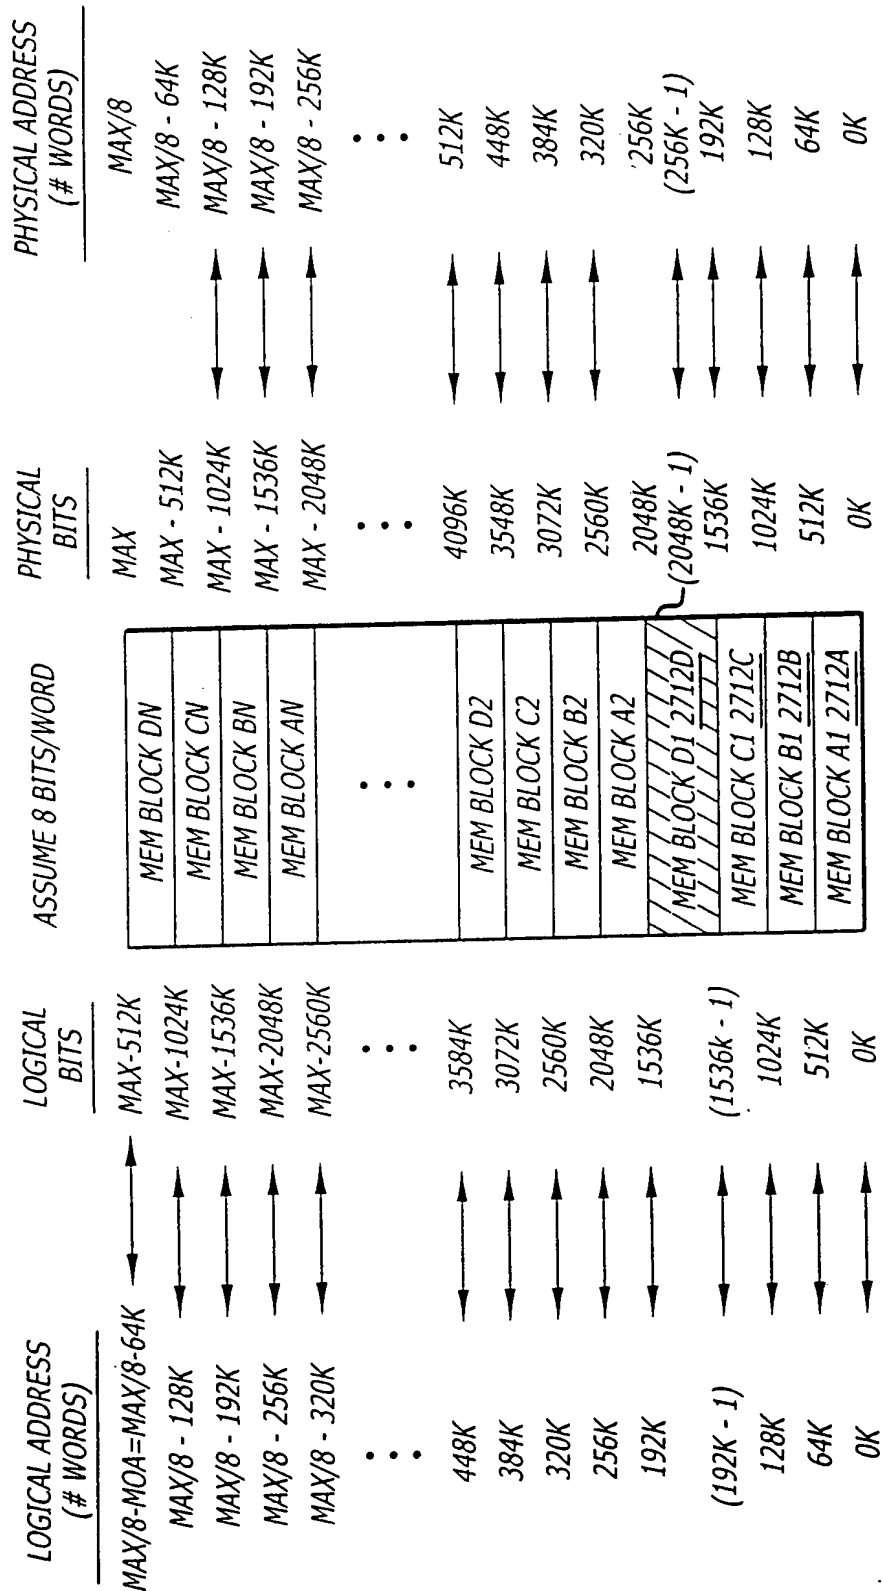 LOGICAL ADDRESS
(# WORDS)
MAX/8-MOA=MAX/8-64K
MAX/8 - 128K
MAX/8 - 192K
MAX/8 - 256K
MAX/8 - 320K
448K
384K
320K
256K
192K
(192K - 1)
128K
64K
0K
LOGICAL
BITS
MAX-512K
MAX-1024K
MAX-1536K
MAX-2048K
MAX-2560K
3584K
3072K
2560K
2048K
1536K
(1536k - 1)
1024K
512K
0K
ASSUME 8 BITS/WORD
MEM BLOCK DN
MEM BLOCK CN
MEM BLOCK BN
MEM BLOCK AN
MEM BLOCK D2
MEM BLOCK C2
MEM BLOCK B2
MEM BLOCK A2
MEM BLOCK D1 2712D
MEM BLOCK C1 2712C
MEM BLOCK B1 2712B
MEM BLOCK A1 2712A
PHYSICAL
BITS
MAX
MAX - 512K
MAX - 1024K
MAX - 1536K
MAX - 2048K
4096K
3548K
3072K
2560K
2048K
(2048K - 1)
1536K
1024K
512K
0K
PHYSICAL ADDRESS
(# WORDS)
MAX/8
MAX/8 - 64K
MAX/8 - 128K
MAX/8 - 192K
MAX/8 - 256K
512K
448K
384K
320K
256K
(256K - 1)
192K
128K
64K
0K